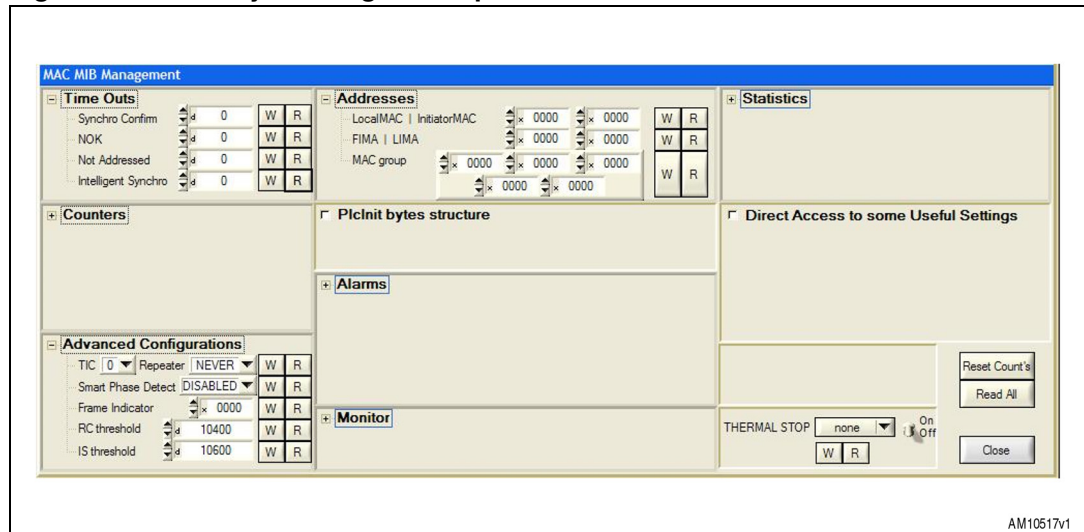 MAC MIB Management
Time Outs
Synchro Confirm d 0 W R
NOK d 0 W R
Not Addressed d 0 W R
Intelligent Synchro d 0 W R
Addresses
LocalMAC | InitiatorMAC x 0000 x 0000 W R
FIMA | LIMA x 0000 x 0000 W R
MAC group x 0000 x 0000 x 0000 W R
x 0000 x 0000
Statistics
Counters
PlcInit bytes structure
Direct Access to some Useful Settings
Alarms
Advanced Configurations
TIC 0 Repeater NEVER W R
Smart Phase Detect DISABLED W R
Frame Indicator x 0000 W R
RC threshold d 10400 W R
IS threshold d 10600 W R
Monitor
THERMAL STOP none On
Off
W R
Reset Count's
Read All
Close
AM10517v1